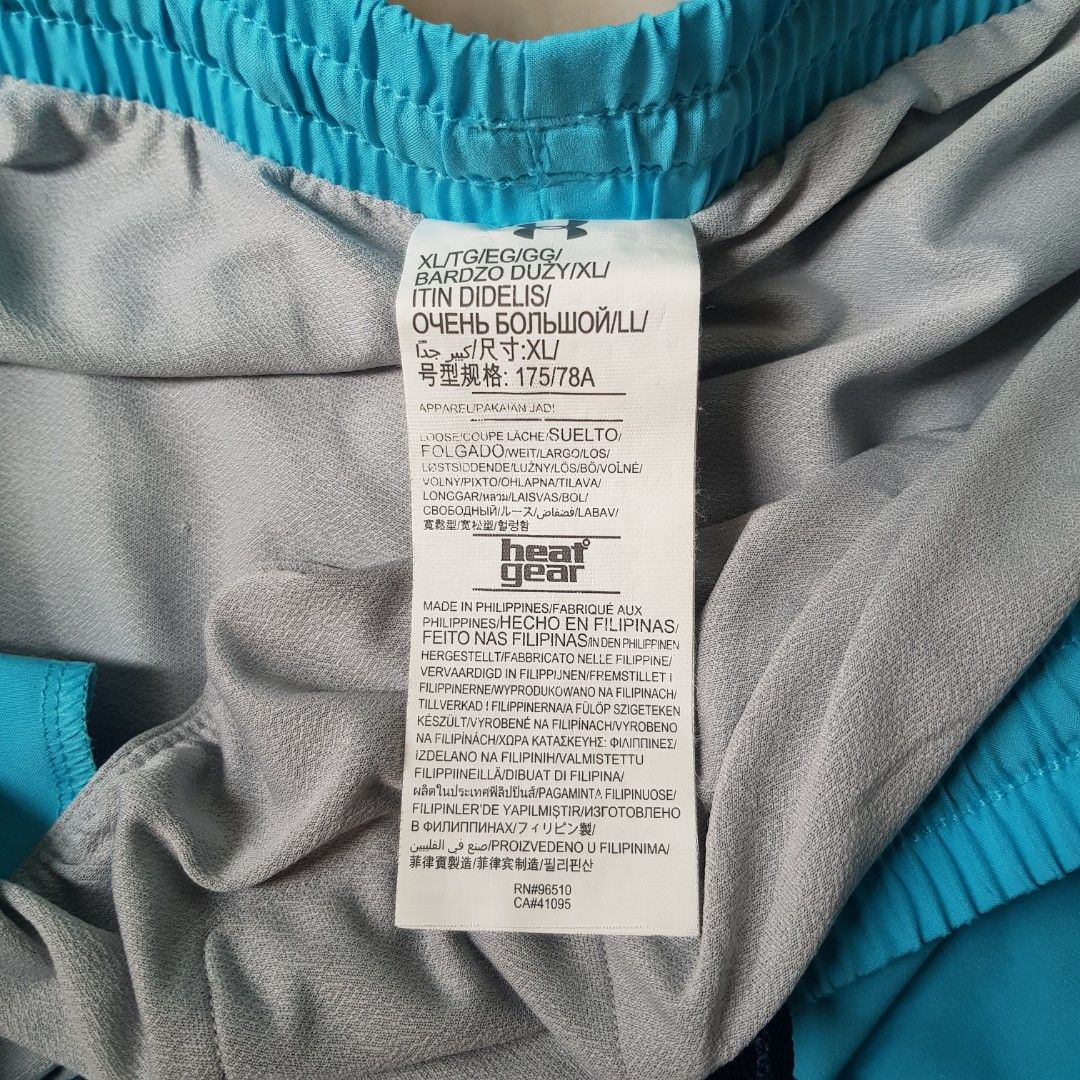 XL/TG/EG/GG/
BARDZO DUŻY/XL/
ITIN DIDELIS/
ОЧЕНЬ БОЛЬШОЙ/LL/
كبير جدًا/尺寸:XL/
号型规格: 175/78A
APPAREL/PAKAIAN JADI
LOOSE/COUPE LÂCHE/SUELTO/
FOLGADO/WEIT/LARGO/LOS/
LØSTSIDDENDE/LUŹNY/LÖS/BŐ/VOLNÉ/
VOĽNÝ/ΡΙΧΤΟ/OHLAPNA/TILAVA/
LONGGAR/หลวม/LAISVAS/BOL/
СВОБОДНЫЙ/ルース/فضفاض/LABAV/
寬鬆型/宽松型/헐렁함
heat
gear
MADE IN PHILIPPINES/FABRIQUÉ AUX
PHILIPPINES/HECHO EN FILIPINAS/
FEITO NAS FILIPINAS/IN DEN PHILIPPINEN
HERGESTELLT/FABBRICATO NELLE FILIPPINE/
VERVAARDIGD IN FILIPPIJNEN/FREMSTILLET I
FILIPPINERNE/WYPRODUKOWANO NA FILIPINACH/
TILLVERKAD I FILIPPINERNA/A FÜLÖP SZIGETEKEN
KÉSZÜLT/VYROBENÉ NA FILIPÍNACH/VYROBENO
NA FILIPÍNÁCH/ΧΩΡΑ ΚΑΤΑΣΚΕΥΗΣ: ΦΙΛΙΠΠΙΝΕΣ/
IZDELANO NA FILIPINIH/VALMISTETTU
FILIPPIINEILLÄ/DIBUAT DI FILIPINA/
ผลิตในประเทศฟิลิปปินส์/PAGAMINTA FILIPINUOSE/
FILIPINLER'DE YAPILMIŞTIR/ИЗГОТОВЛЕНО
В ФИЛИППИНАХ/フィリピン製/
صنع في الفلبيين/PROIZVEDENO U FILIPINIMA/
菲律賓製造/菲律宾制造/필리핀산
RN#96510
CA#41095